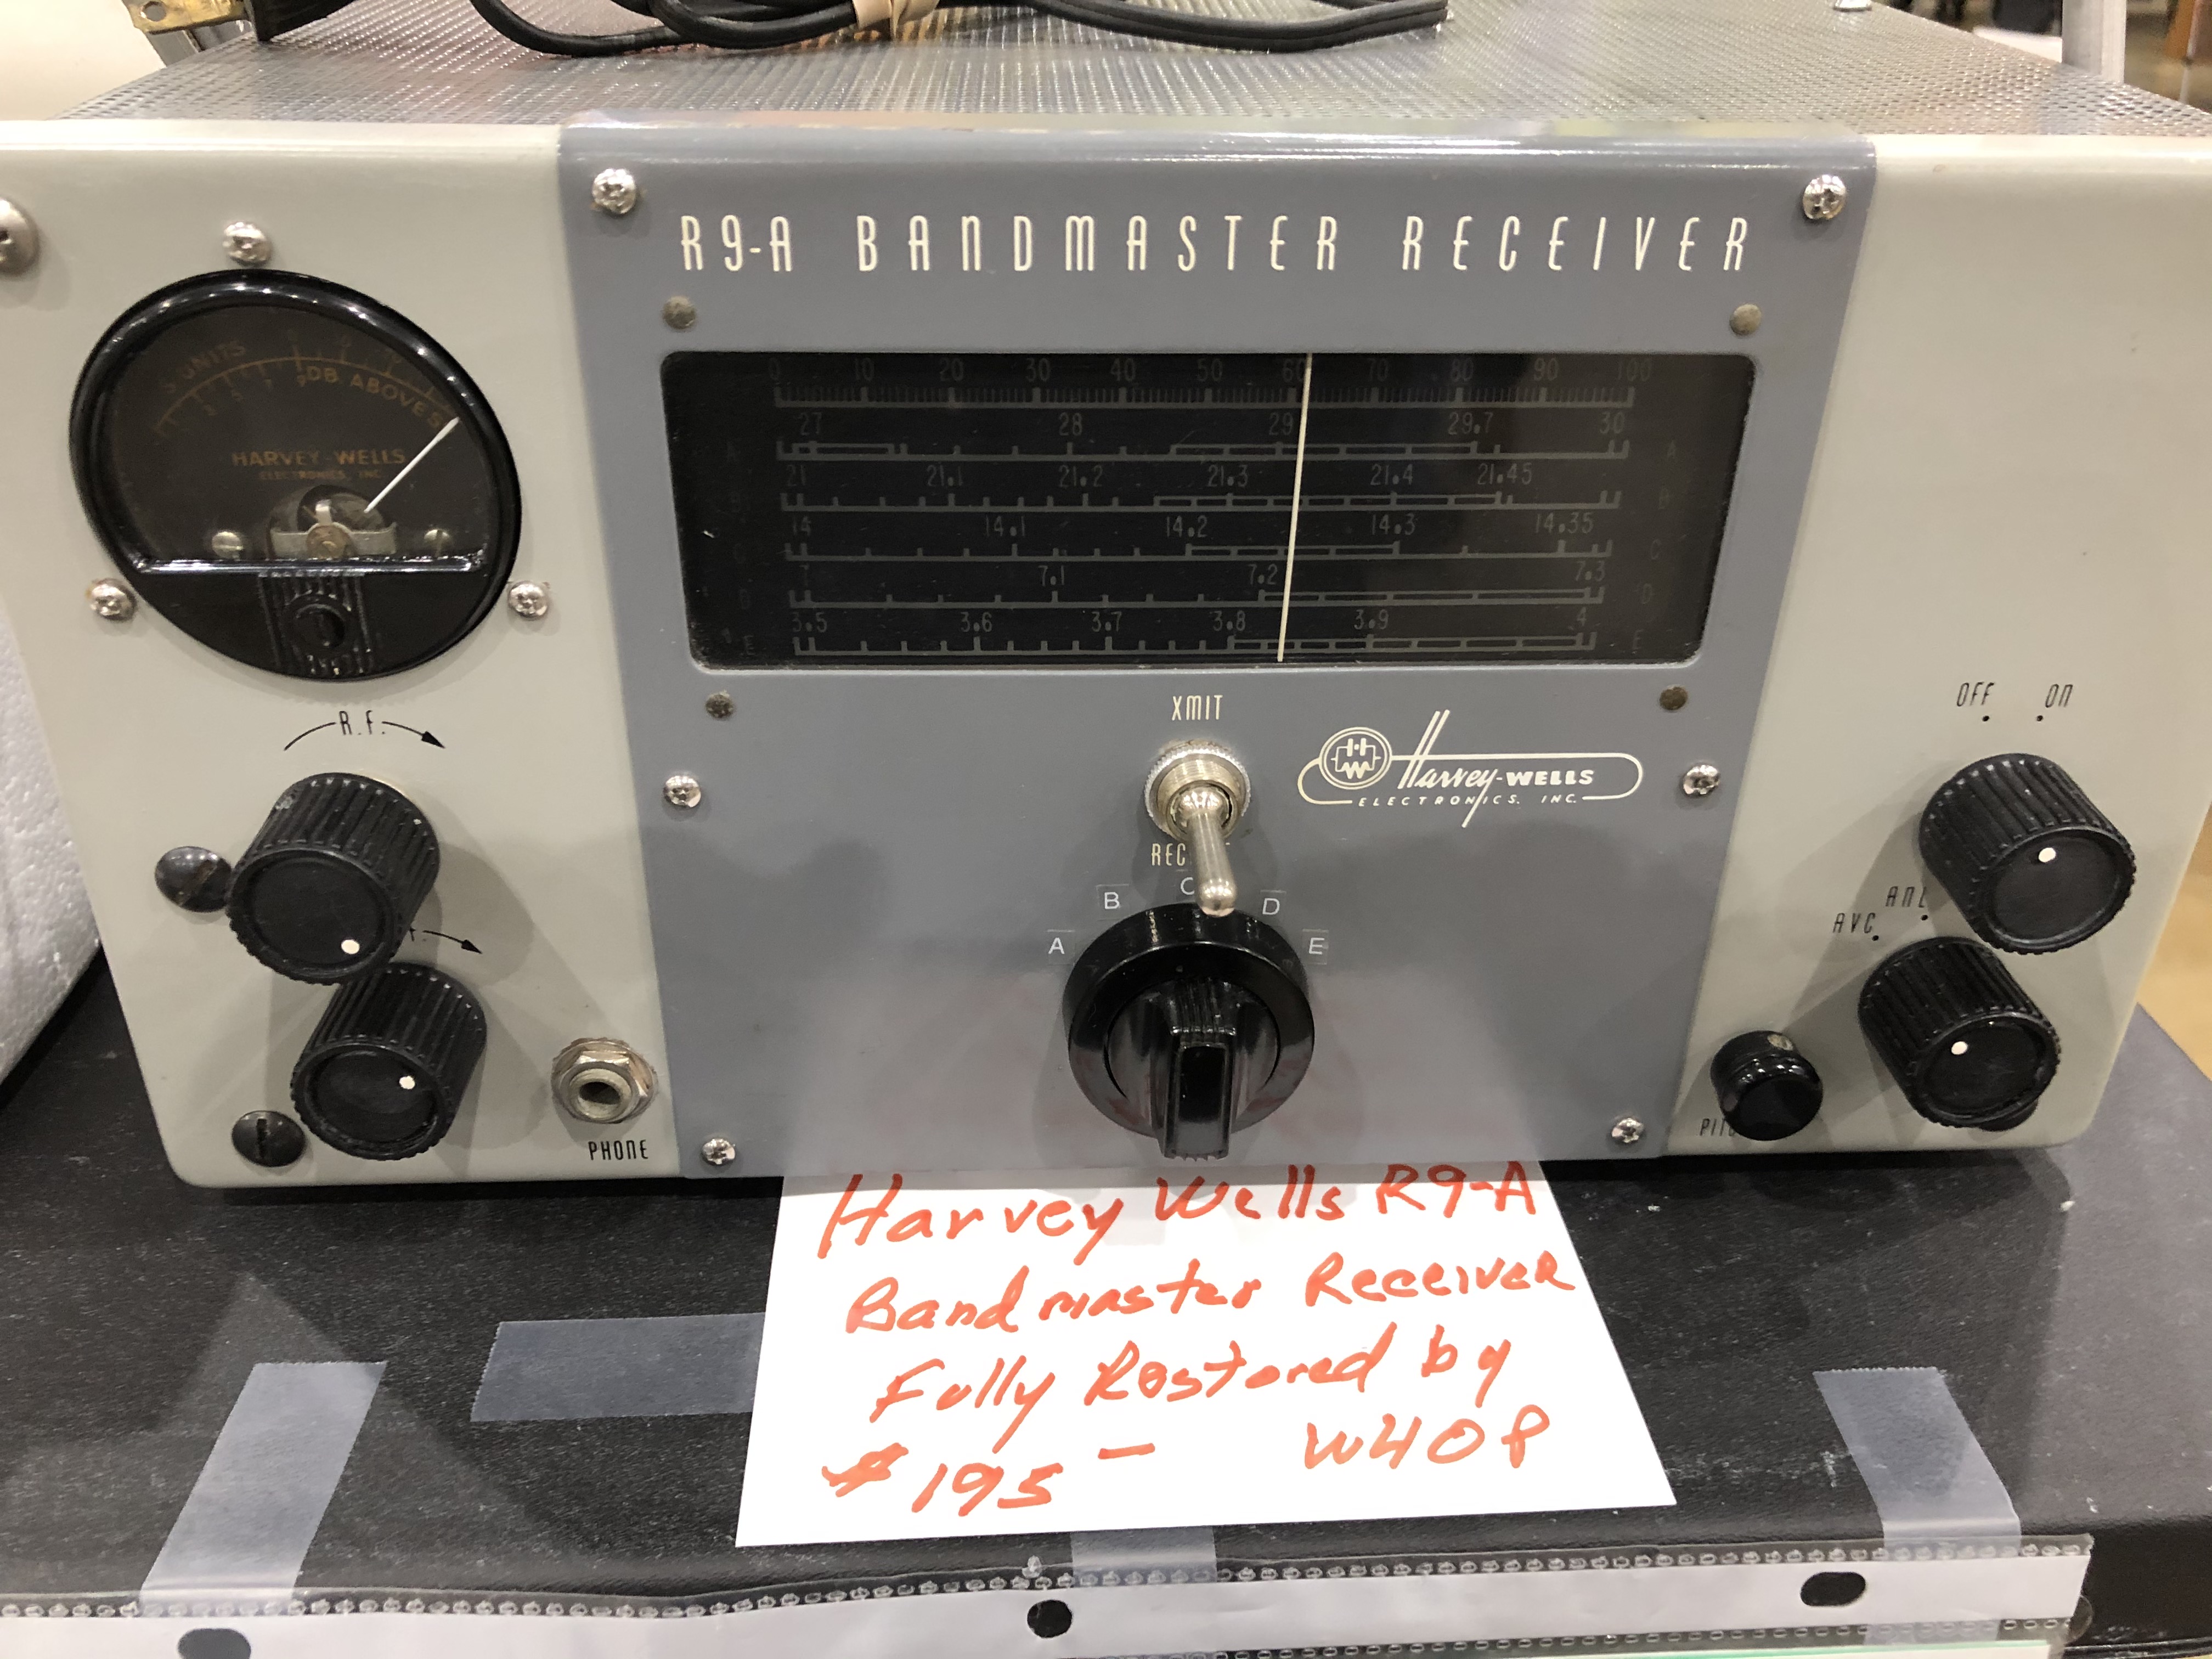 R9-A BANDMASTER RECEIVER
S UNITS
DB ABOVE S9
3 5 7 9
HARVEY-WELLS
ELECTRONICS, INC.
0 10 20 30 40 50 60 70 80 90 100
27 28 29 29.7 30
A
21 21.1 21.2 21.3 21.4 21.45
B
14 14.1 14.2 14.3 14.35
C C
7 7.1 7.2 7.3
D D
3.5 3.6 3.7 3.8 3.9 4
E E
R.F.
PHONE
XMIT
Harvey-WELLS
ELECTRONICS, INC.
A B C D E
OFF ON
ANL
AVC
Harvey Wells R9-A
Bandmaster Receiver
Fully Restored by
$195 — W4OP